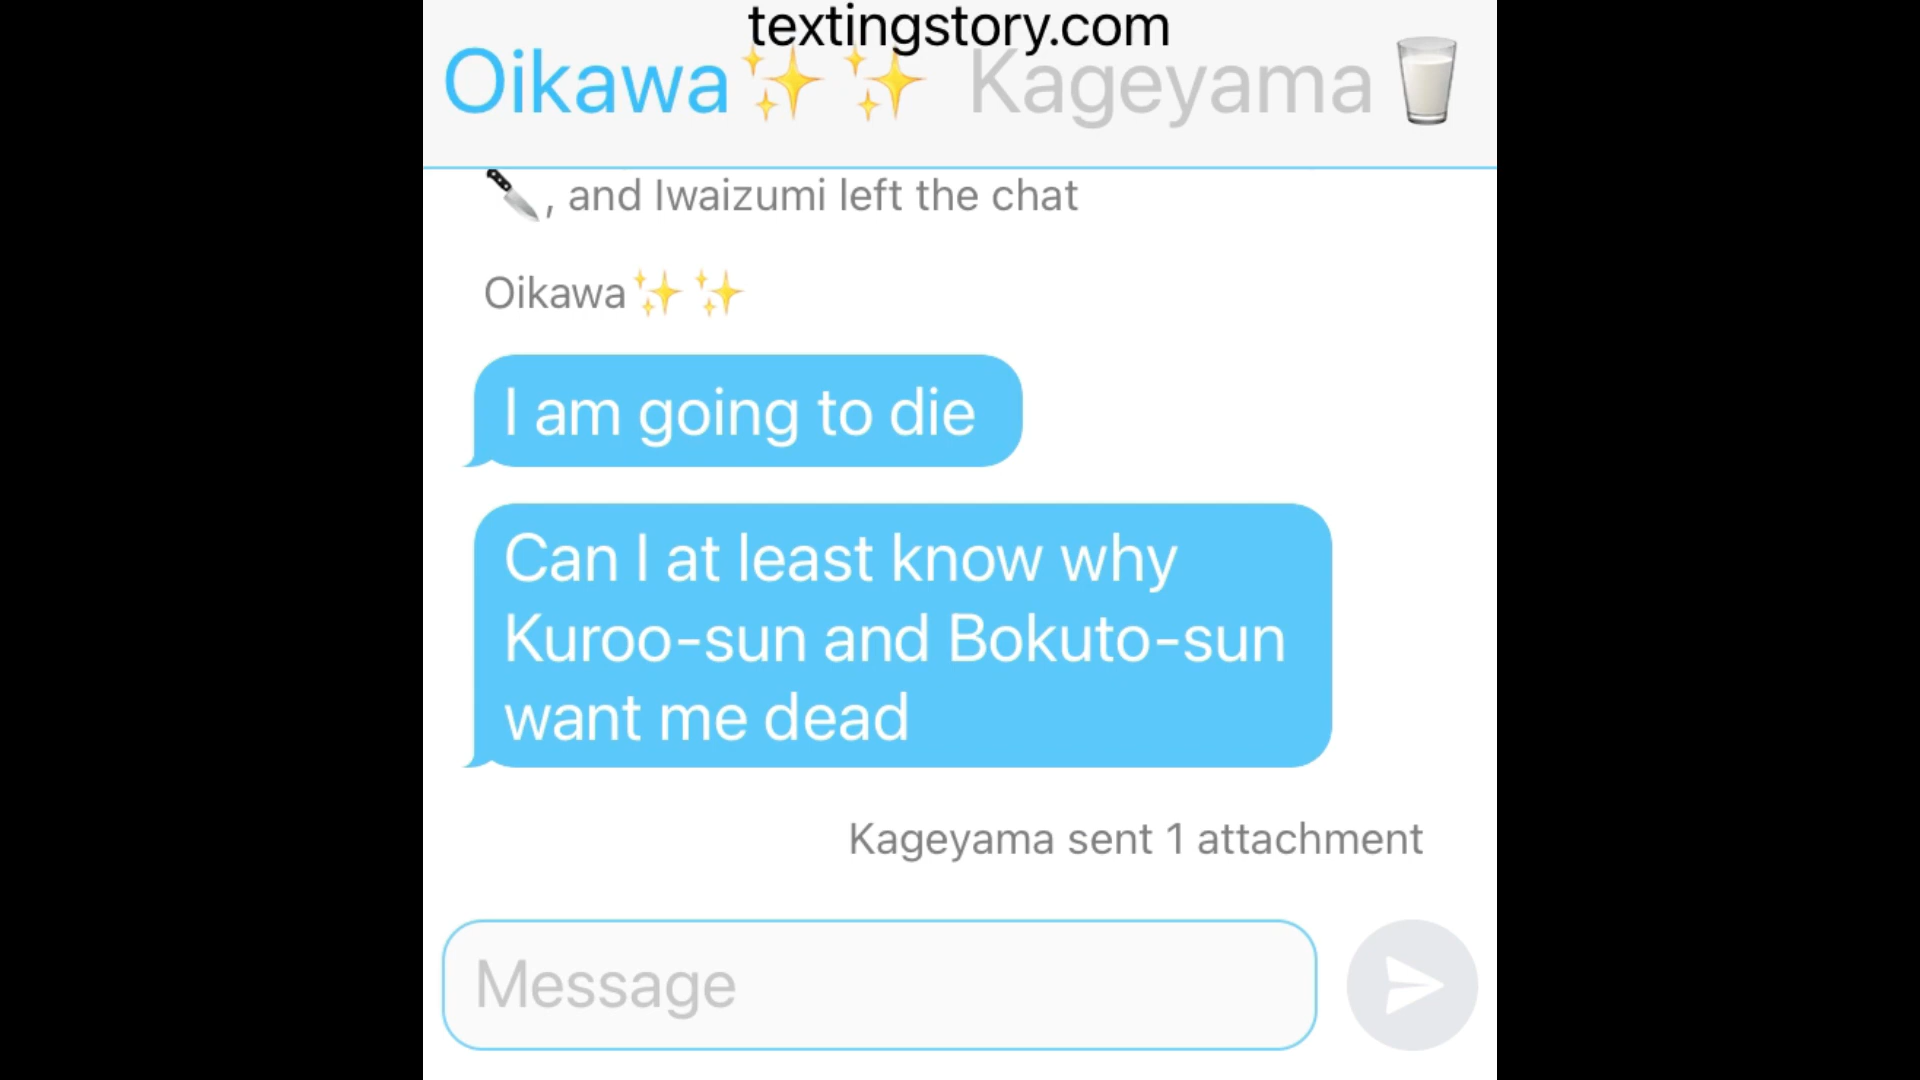 textingstory.com
Oikawa✨✨ Kageyama🥛
🔪, and Iwaizumi left the chat
Oikawa✨✨
I am going to die
Can I at least know why
Kuroo-sun and Bokuto-sun
want me dead
Kageyama sent 1 attachment
Message